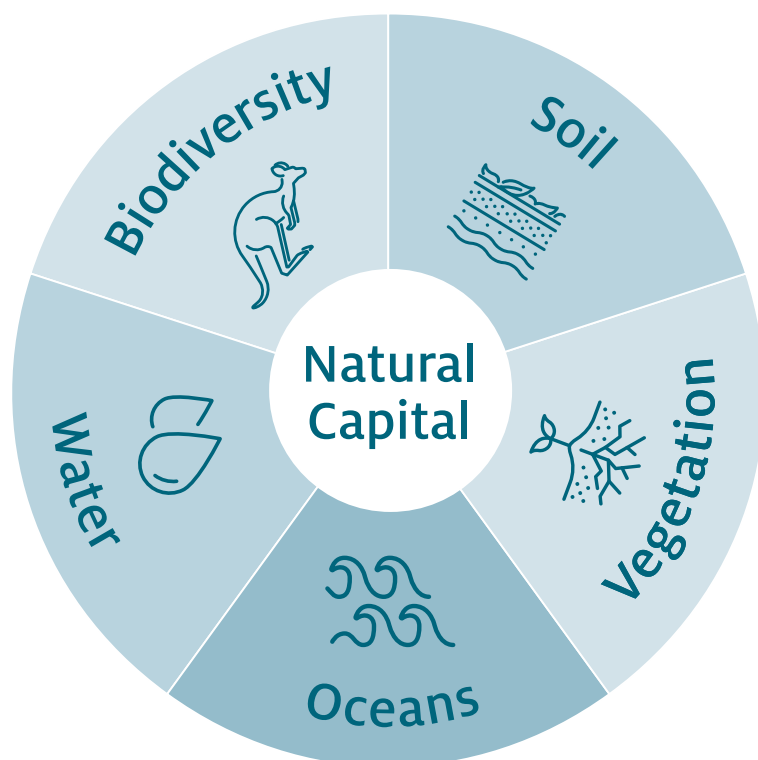 Biodiversity
Soil
Natural
Capital
Water
Vegetation
Oceans